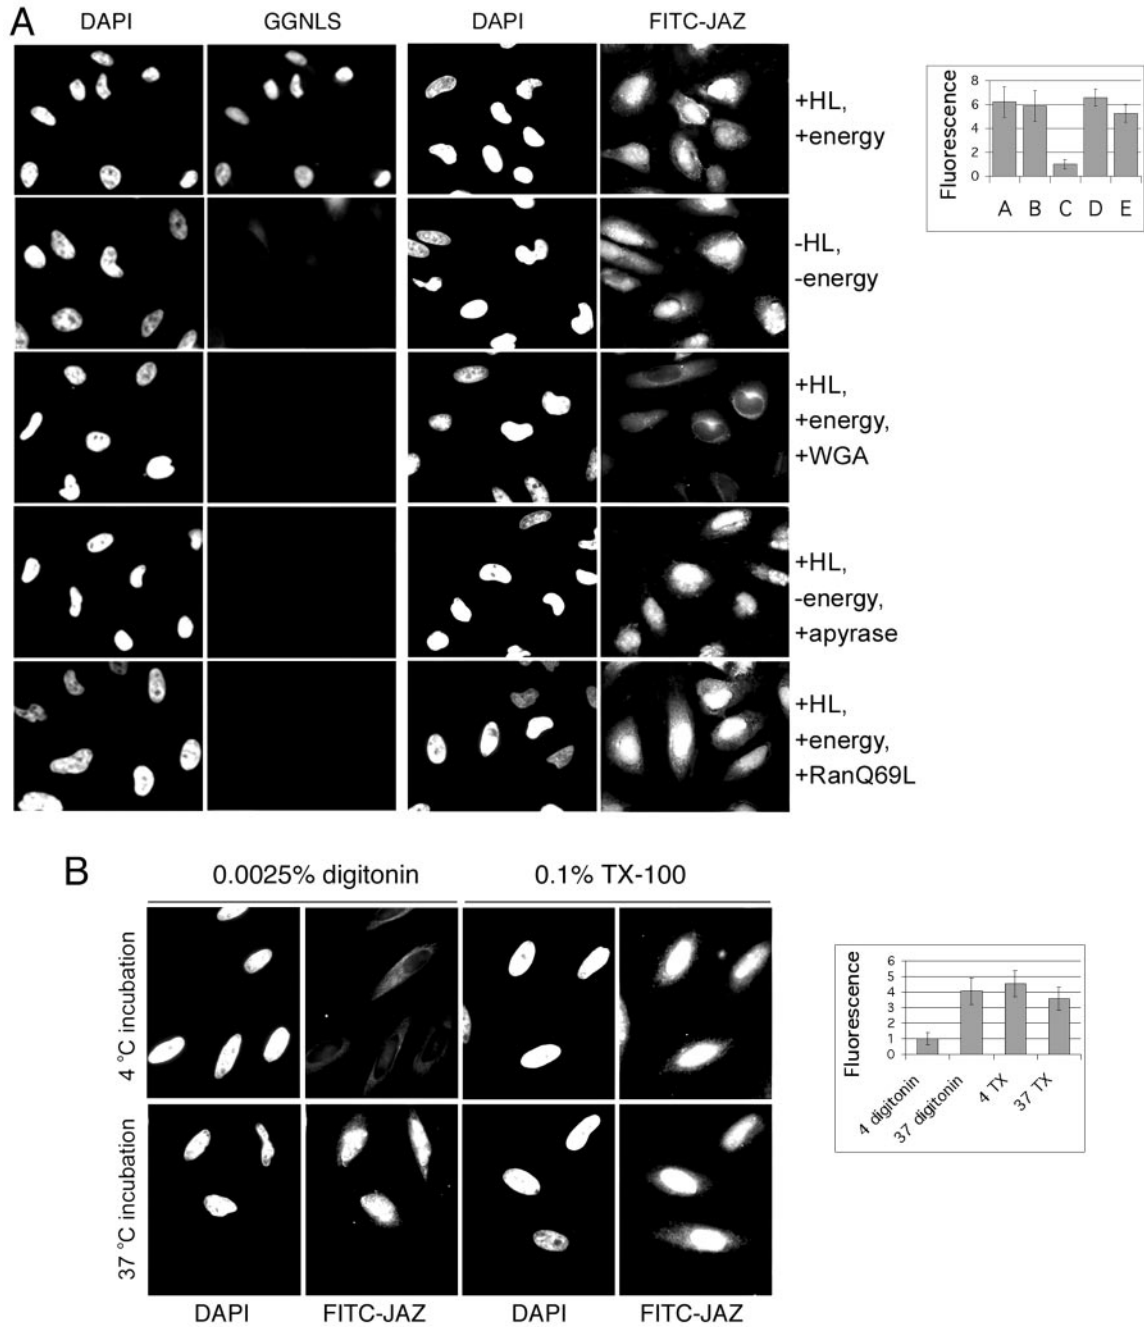 A
DAPI GGNLS DAPI FITC-JAZ
+HL,
+energy
-HL,
-energy
+HL,
+energy,
+WGA
+HL,
-energy,
+apyrase
+HL,
+energy,
+RanQ69L
Fluorescence
8
6
4
2
0
A B C D E
B
0.0025% digitonin 0.1% TX-100
4 °C incubation
37 °C incubation
DAPI FITC-JAZ DAPI FITC-JAZ
Fluorescence
6
5
4
3
2
1
0
4 digitonin
37 digitonin
4 TX
37 TX